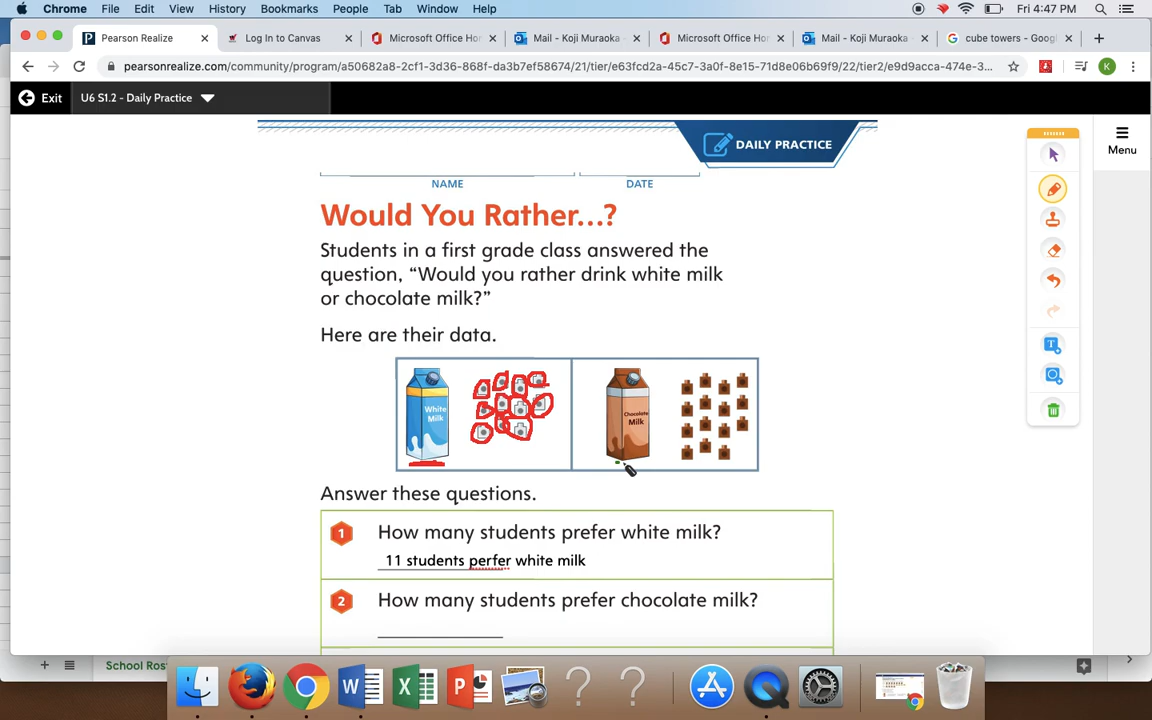 Chrome File Edit View History Bookmarks People Tab Window Help Fri 4:47 PM
Pearson Realize Log In to Canvas Microsoft Office Hor Mail - Koji Muraoka - Microsoft Office Hor Mail - Koji Muraoka - cube towers - Googl
pearsonrealize.com/community/program/a50682a8-2cf1-3d36-868f-da3b7ef58674/21/tier/e63fcd2a-45c7-3a0f-8e15-71d8e06b69f9/22/tier2/e9d9acca-474e-3... K
Exit U6 S1.2 - Daily Practice
Menu
DAILY PRACTICE
NAME DATE
Would You Rather...?
Students in a first grade class answered the
question, “Would you rather drink white milk
or chocolate milk?”
Here are their data.
White
Milk
Chocolate
Milk
Answer these questions.
1 How many students prefer white milk?
11 students perfer white milk
2 How many students prefer chocolate milk?
School Ros